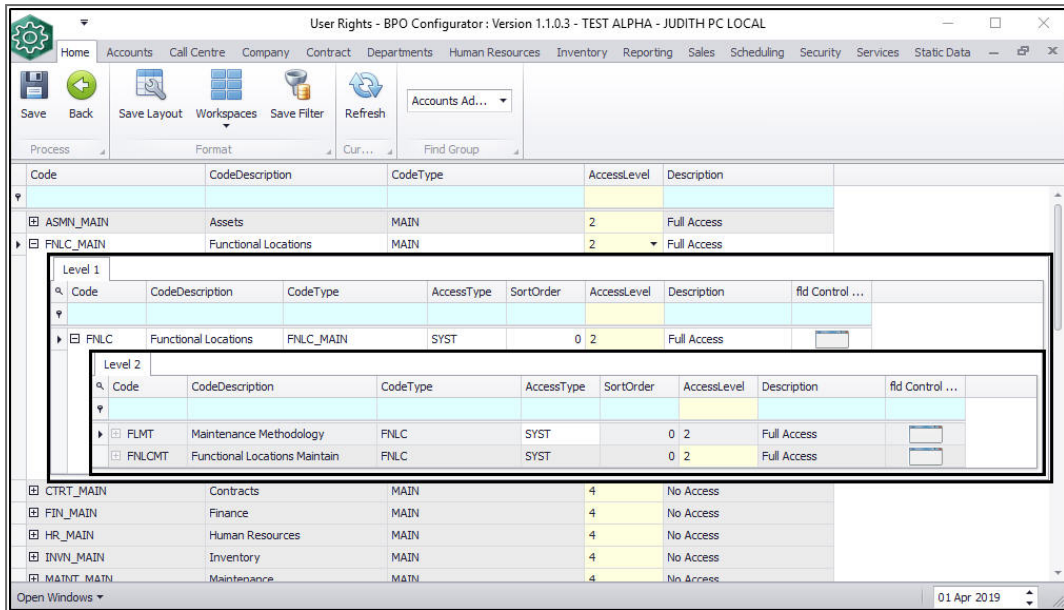 User Rights - BPO Configurator : Version 1.1.0.3 - TEST ALPHA - JUDITH PC LOCAL
Home Accounts Call Centre Company Contract Departments Human Resources Inventory Reporting Sales Scheduling Security Services Static Data
Save Back Save Layout Workspaces Save Filter Refresh Accounts Ad...
Process Format Cur... Find Group
Code CodeDescription CodeType AccessLevel Description
ASMN_MAIN Assets MAIN 2 Full Access
FNLC_MAIN Functional Locations MAIN 2 Full Access
Level 1
Code CodeDescription CodeType AccessType SortOrder AccessLevel Description fld Control ...
FNLC Functional Locations FNLC_MAIN SYST 0 2 Full Access
Level 2
Code CodeDescription CodeType AccessType SortOrder AccessLevel Description fld Control ...
FLMT Maintenance Methodology FNLC SYST 0 2 Full Access
FNLCMT Functional Locations Maintain FNLC SYST 0 2 Full Access
CTRT_MAIN Contracts MAIN 4 No Access
FIN_MAIN Finance MAIN 4 No Access
HR_MAIN Human Resources MAIN 4 No Access
INVN_MAIN Inventory MAIN 4 No Access
MAINT_MAIN Maintenance MAIN 4 No Access
Open Windows 01 Apr 2019